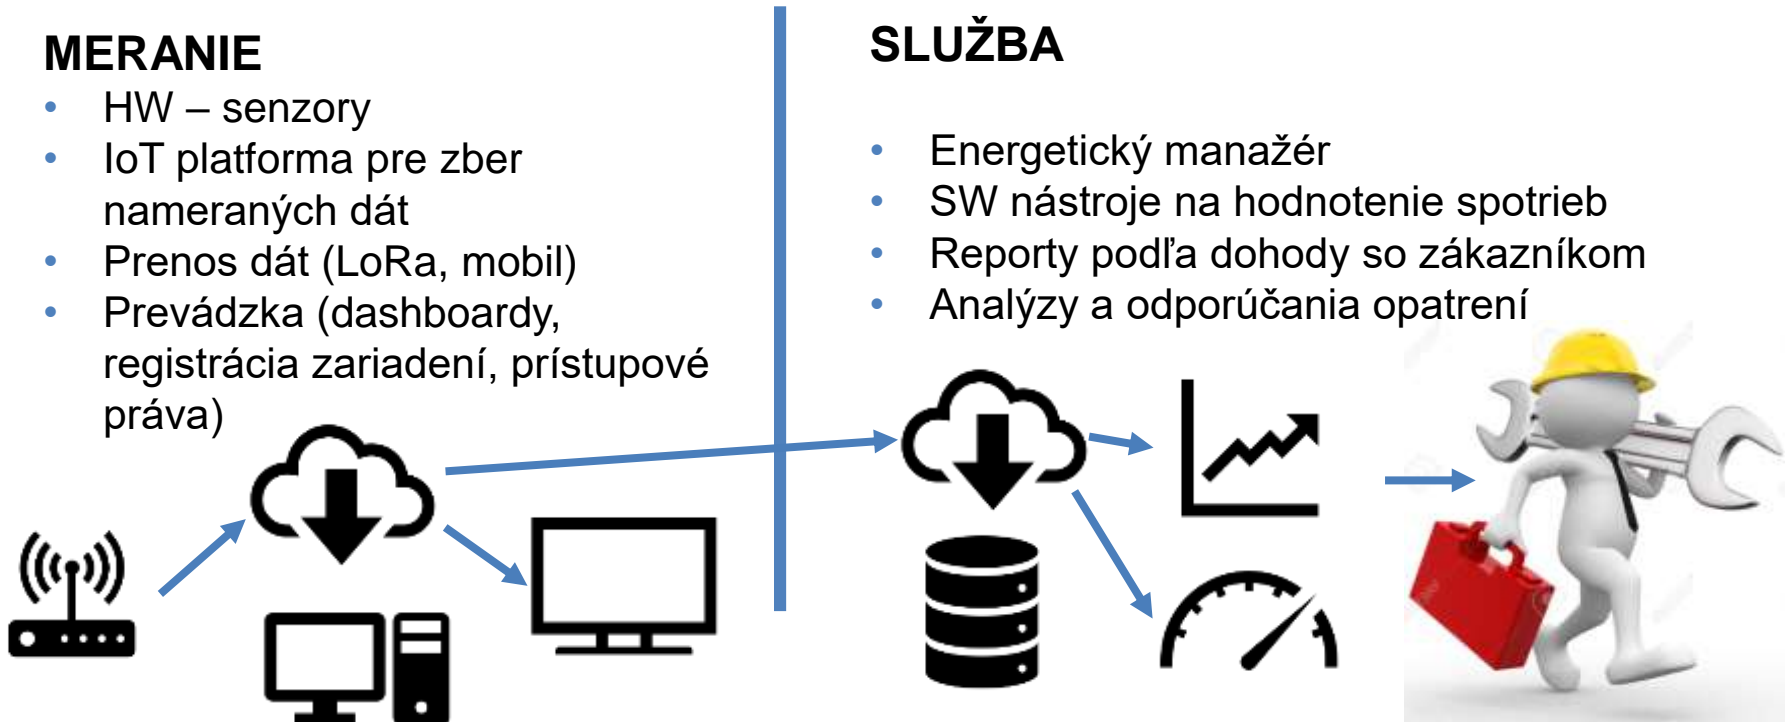 MERANIE
• HW – senzory
• IoT platforma pre zber
nameraných dát
• Prenos dát (LoRa, mobil)
• Prevádzka (dashboardy,
registrácia zariadení, prístupové
práva)
SLUŽBA
• Energetický manažér
• SW nástroje na hodnotenie spotrieb
• Reporty podľa dohody so zákazníkom
• Analýzy a odporúčania opatrení